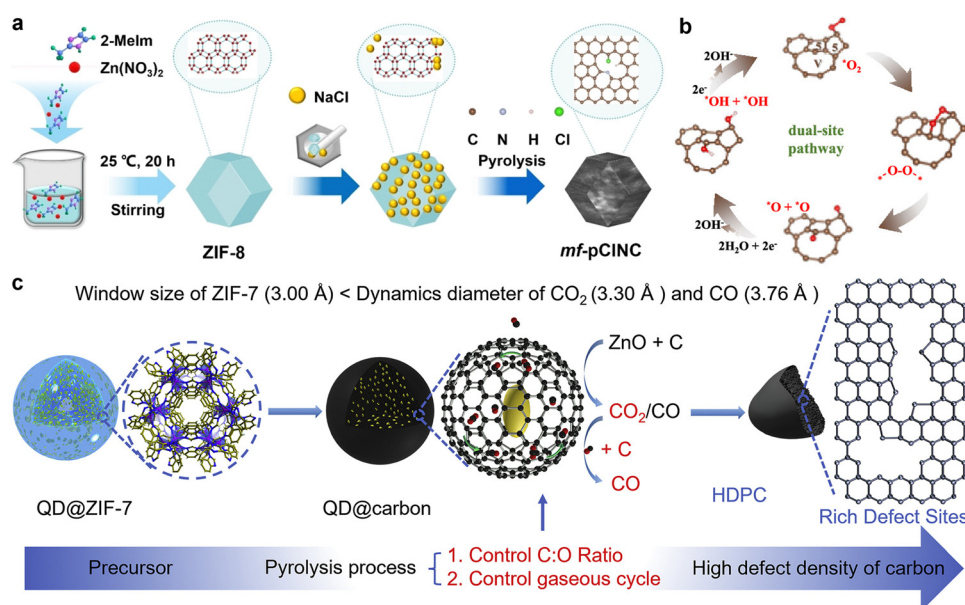 a
2-MeIm
Zn(NO₃)₂
25 ℃, 20 h
Stirring
ZIF-8
NaCl
C N H Cl
Pyrolysis
mf-pClNC
b
2OH⁻
2e⁻
*OH + *OH
5 5
V
*O₂
dual-site
pathway
*O-O*
*O + *O
2OH⁻
2H₂O + 2e⁻
c
Window size of ZIF-7 (3.00 Å) < Dynamics diameter of CO₂ (3.30 Å ) and CO (3.76 Å )
ZnO + C
CO₂/CO
+ C
CO
QD@ZIF-7
QD@carbon
HDPC
Rich Defect Sites
Precursor
Pyrolysis process
1. Control C:O Ratio
2. Control gaseous cycle
High defect density of carbon